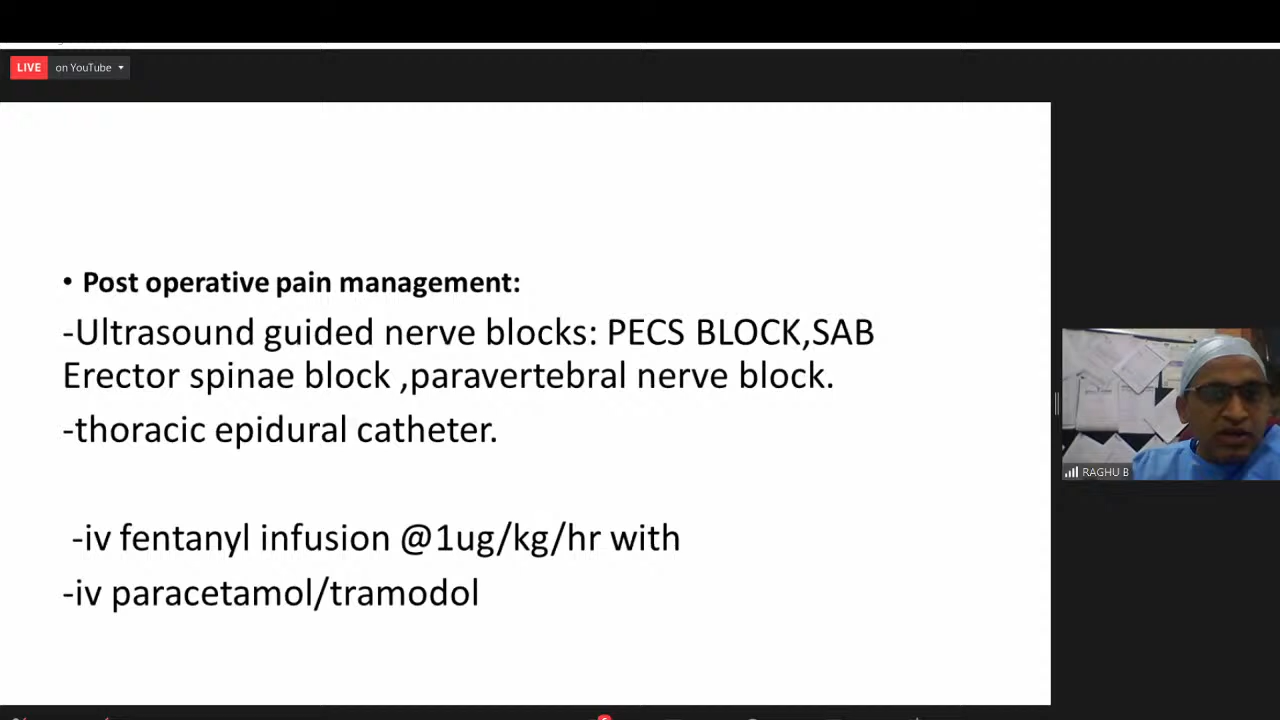 LIVE on YouTube
• Post operative pain management:
-Ultrasound guided nerve blocks: PECS BLOCK,SAB
Erector spinae block ,paravertebral nerve block.
-thoracic epidural catheter.
-iv fentanyl infusion @1ug/kg/hr with
-iv paracetamol/tramodol
RAGHU B